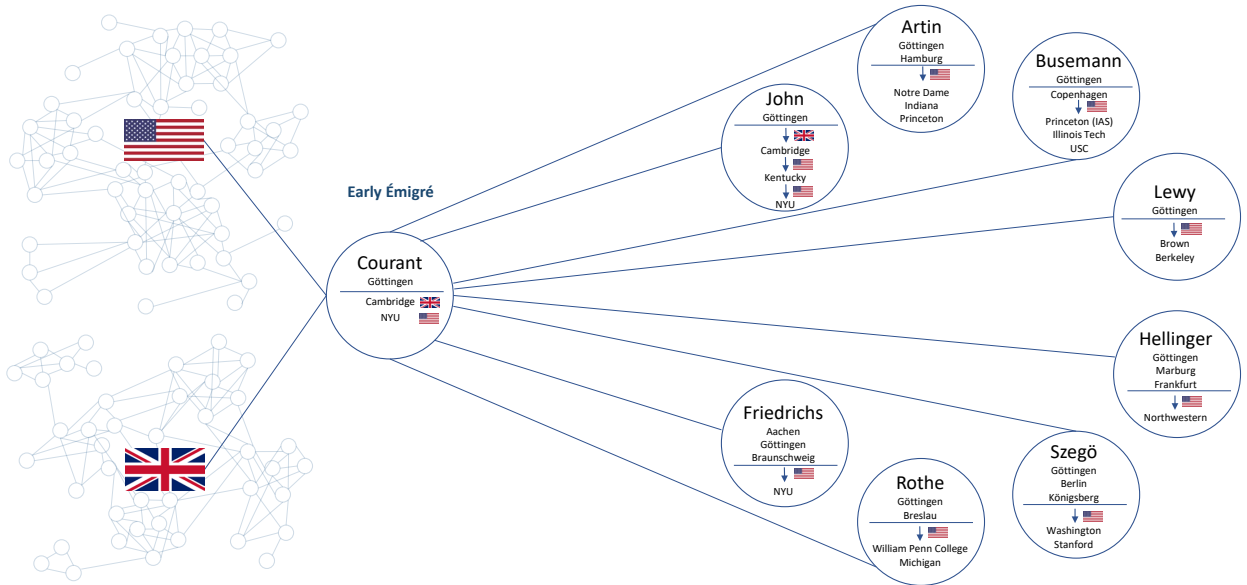 Early Émigré
Courant
Göttingen
Cambridge
NYU
Artin
Göttingen
Hamburg
Notre Dame
Indiana
Princeton
John
Göttingen
Cambridge
Kentucky
NYU
Busemann
Göttingen
Copenhagen
Princeton (IAS)
Illinois Tech
USC
Lewy
Göttingen
Brown
Berkeley
Hellinger
Göttingen
Marburg
Frankfurt
Northwestern
Friedrichs
Aachen
Göttingen
Braunschweig
NYU
Rothe
Göttingen
Breslau
William Penn College
Michigan
Szegö
Göttingen
Berlin
Königsberg
Washington
Stanford